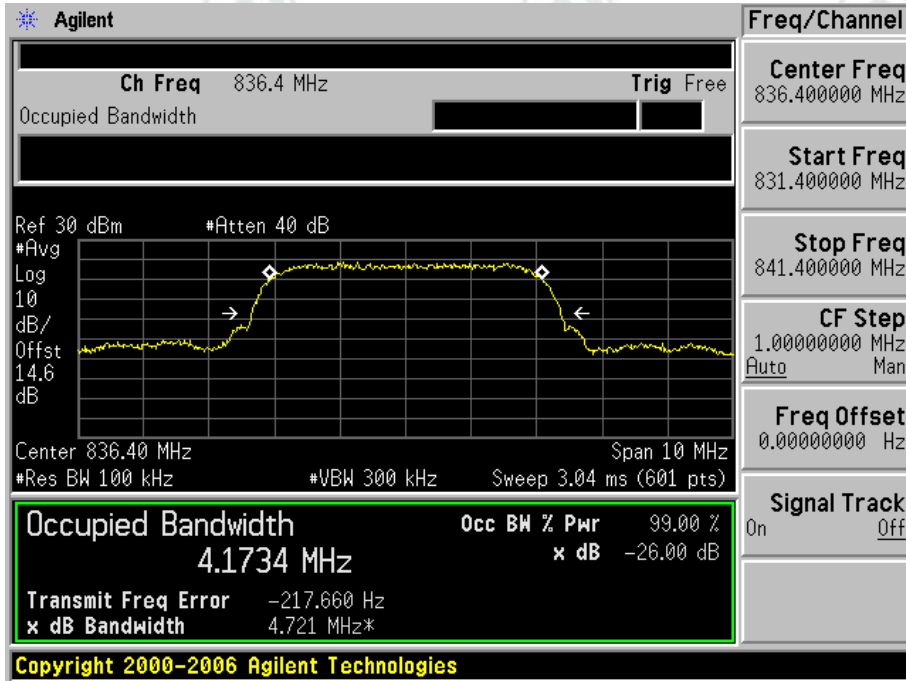 Agilent
Freq/Channel
Ch Freq 836.4 MHz Trig Free
Occupied Bandwidth
Center Freq
836.400000 MHz
Start Freq
831.400000 MHz
Stop Freq
841.400000 MHz
CF Step
1.00000000 MHz
Auto Man
Freq Offset
0.00000000 Hz
Signal Track
On Off
Ref 30 dBm #Atten 40 dB
#Avg
Log
10
dB/
Offst
14.6
dB
Center 836.40 MHz Span 10 MHz
#Res BW 100 kHz #VBW 300 kHz Sweep 3.04 ms (601 pts)
Occupied Bandwidth
4.1734 MHz
Occ BW % Pwr 99.00 %
x dB -26.00 dB
Transmit Freq Error -217.660 Hz
x dB Bandwidth 4.721 MHz*
Copyright 2000-2006 Agilent Technologies